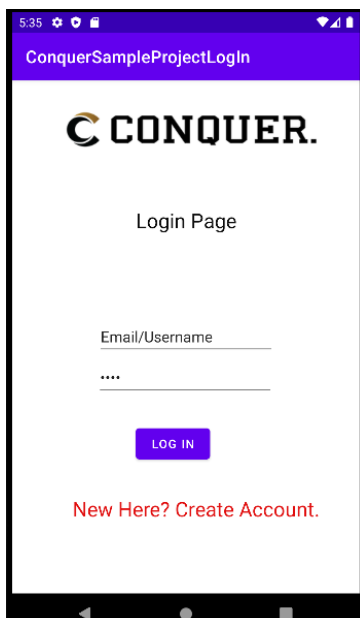 5:35
ConquerSampleProjectLogIn
C CONQUER.
Login Page
Email/Username
••••
LOG IN
New Here? Create Account.